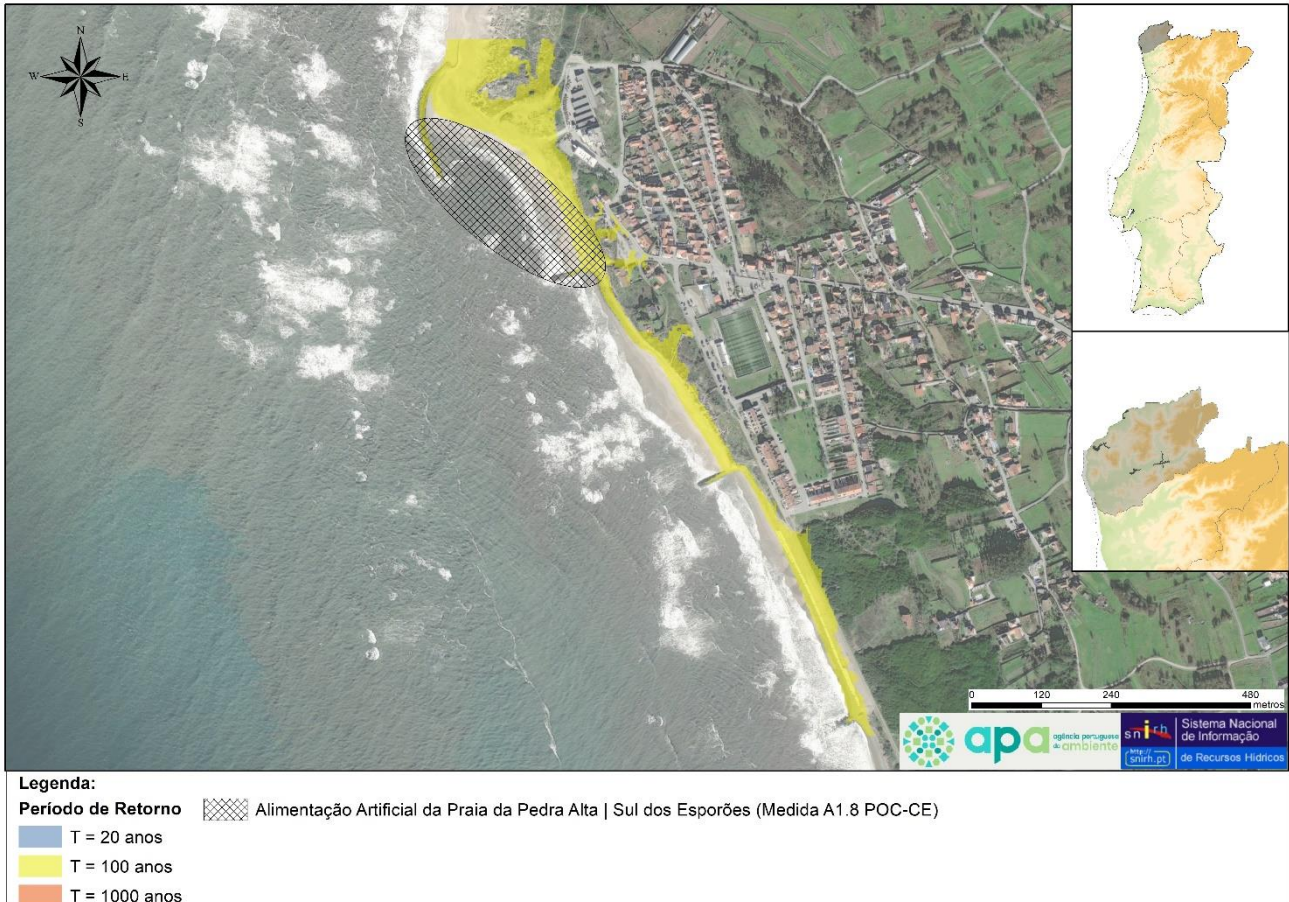 N
W E
S
0 120 240 480
metros
apa agência portuguesa do ambiente
snirh Sistema Nacional de Informação
http:// snirh.pt de Recursos Hídricos
Legenda:
Período de Retorno
Alimentação Artificial da Praia da Pedra Alta | Sul dos Esporões (Medida A1.8 POC-CE)
T = 20 anos
T = 100 anos
T = 1000 anos